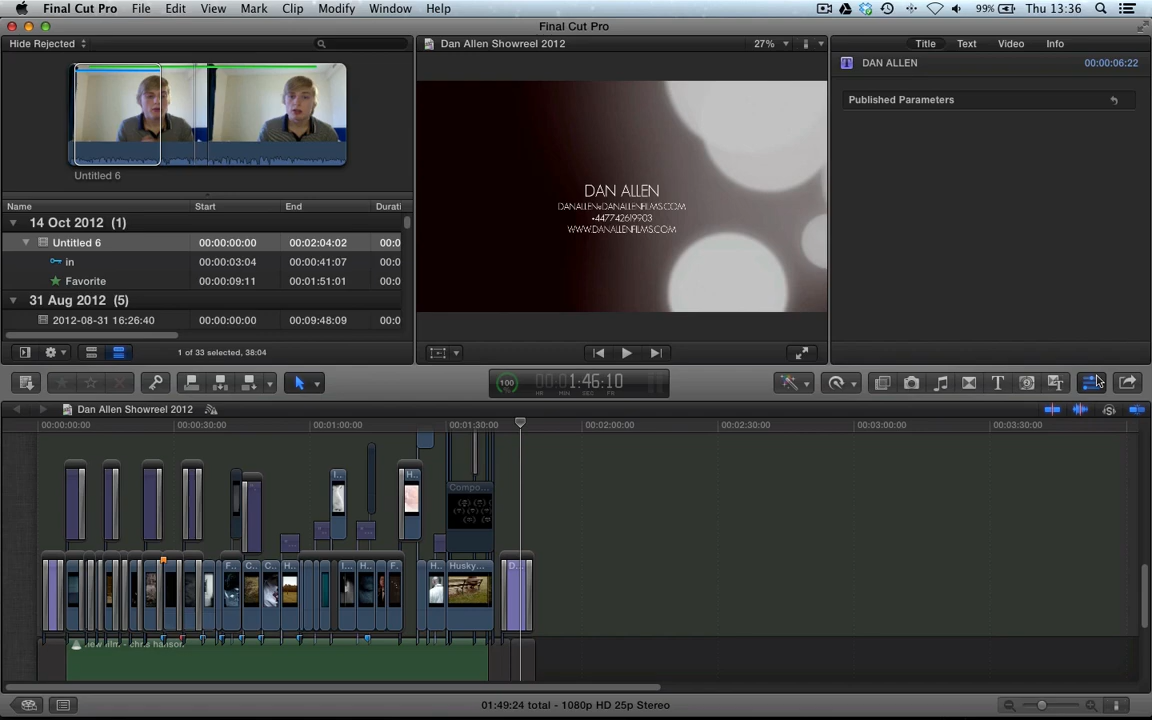 Final Cut Pro File Edit View Mark Clip Modify Window Help 99% Thu 13:36
Final Cut Pro
Hide Rejected
Dan Allen Showreel 2012 27%
Title Text Video Info
DAN ALLEN 00:00:06:22
Published Parameters
Untitled 6
DAN ALLEN
DANALLEN@DANALLENFILMS.COM
+447742619903
WWW.DANALLENFILMS.COM
Name Start End Durati
14 Oct 2012 (1)
Untitled 6 00:00:00:00 00:02:04:02 00:0
in 00:00:03:04 00:00:41:07 00:0
Favorite 00:00:09:11 00:01:51:01 00:0
31 Aug 2012 (5)
2012-08-31 16:26:40 00:00:00:00 00:09:48:09 00:0
1 of 33 selected, 38:04
100 00:01:46:10
HR MIN SEC FR
Dan Allen Showreel 2012
00:00:00:00 00:00:30:00 00:01:00:00 00:01:30:00 00:02:00:00 00:02:30:00 00:03:00:00 00:03:30:00
I... H... Compo...
F... C... C... H... I... H... F... H... Husky... D...
01:49:24 total - 1080p HD 25p Stereo